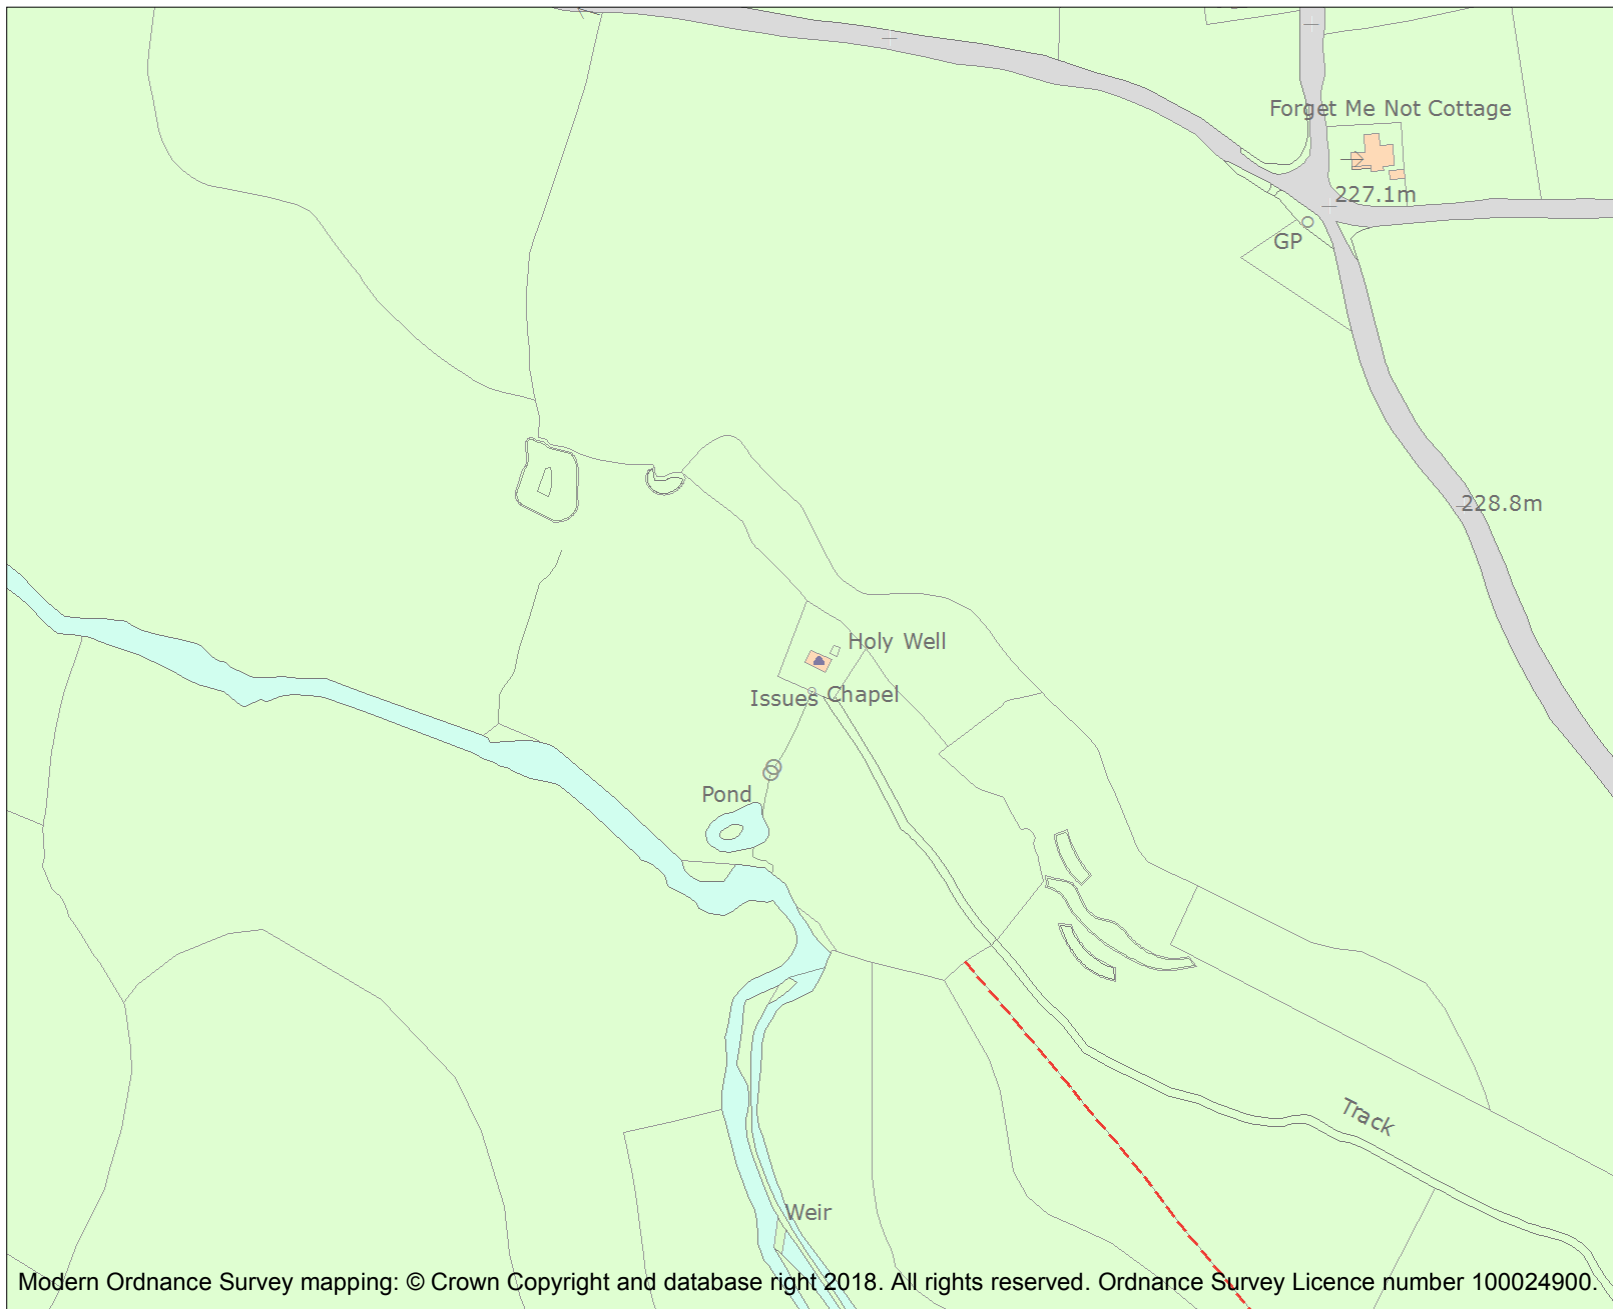 Forget Me Not Cottage
227.1m
GP
228.8m
Holy Well
Issues
Chapel
Pond
Track
Weir
Modern Ordnance Survey mapping: © Crown Copyright and database right 2018. All rights reserved. Ordnance Survey Licence number 100024900.